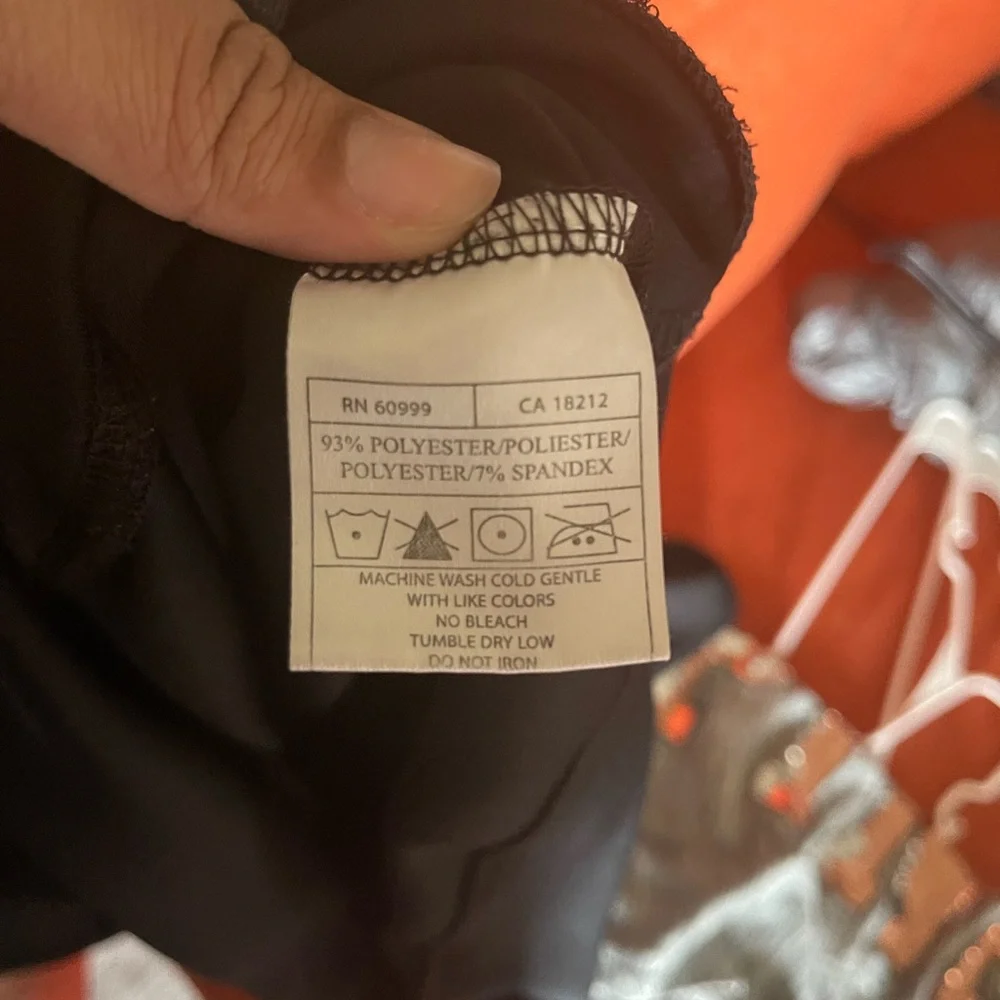 RN 60999 CA 18212
93% POLYESTER/POLIESTER/
POLYESTER/7% SPANDEX
MACHINE WASH COLD GENTLE
WITH LIKE COLORS
NO BLEACH
TUMBLE DRY LOW
DO NOT IRON